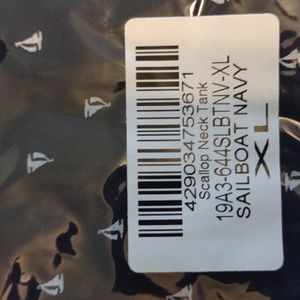 429034753671
Scallop Neck Tank
19A3-644SLBTNV-XL
SAILBOAT NAVY
XL